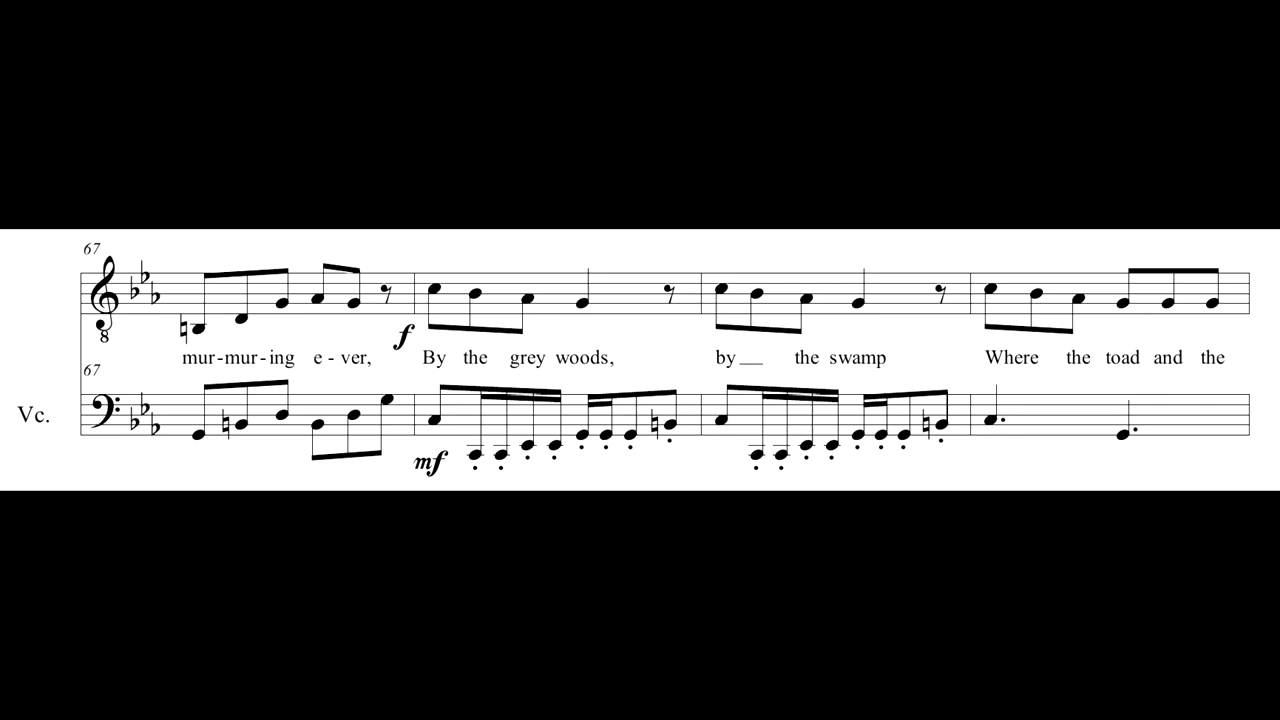 67
f
mur-mur-ing e-ver, By the grey woods, by__ the swamp Where the toad and the
67
Vc.
mf